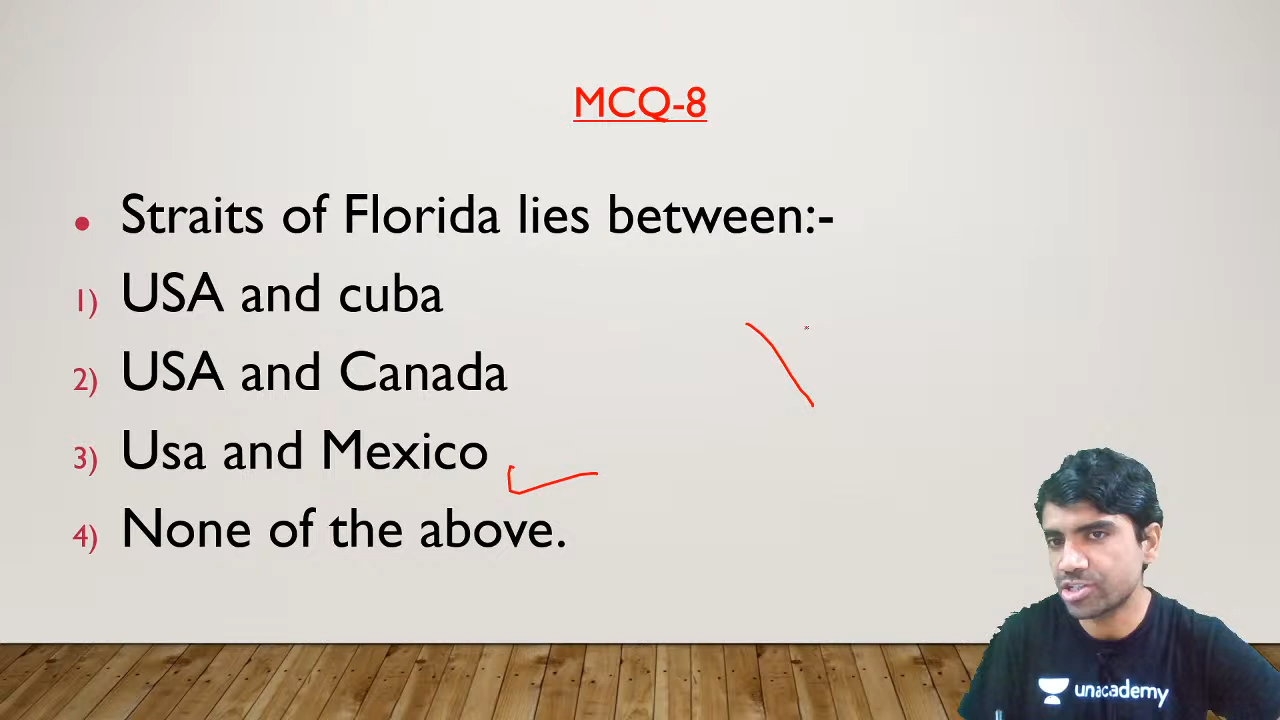 MCQ-8
• Straits of Florida lies between:-
1) USA and cuba
2) USA and Canada
3) Usa and Mexico
4) None of the above.
unacademy